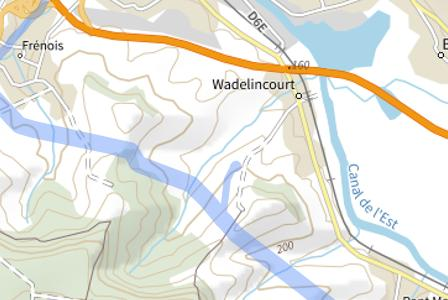 D6E
Frénois
160
Wadelincourt
Canal de l'Est
200